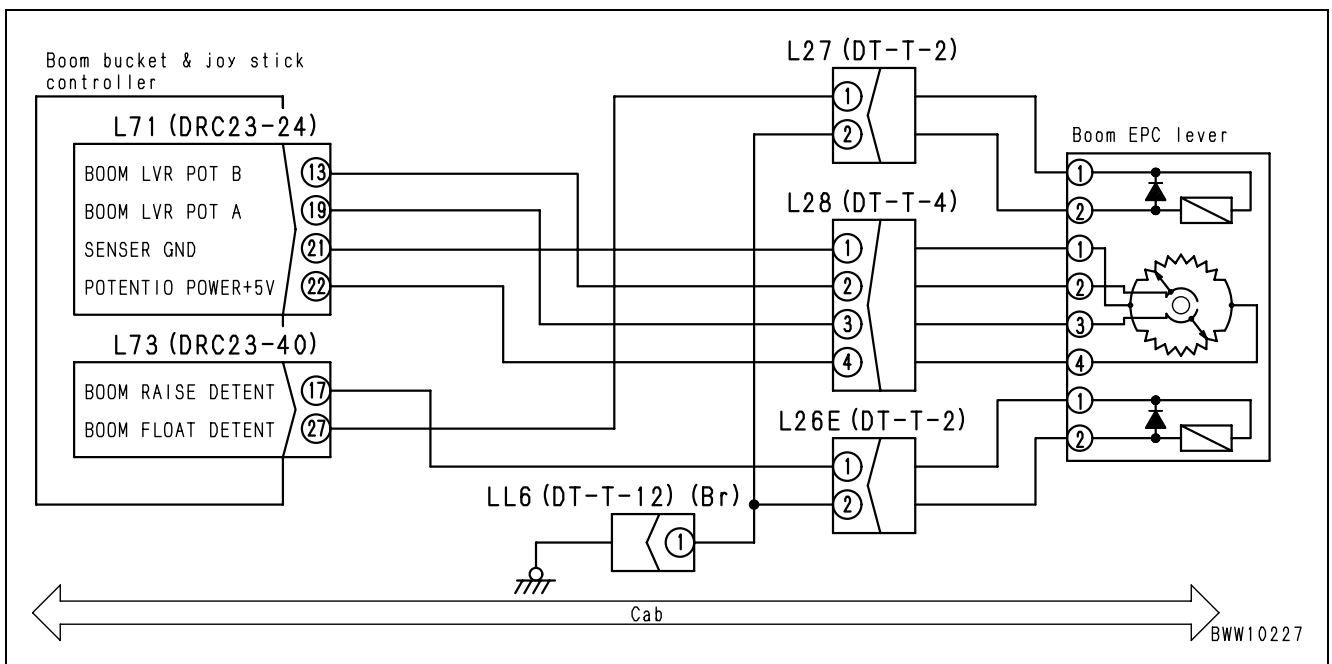 Boom bucket & joy stick
controller
L71 (DRC23-24)
BOOM LVR POT B 13
BOOM LVR POT A 19
SENSER GND 21
POTENTIO POWER+5V 22
L73 (DRC23-40)
BOOM RAISE DETENT 17
BOOM FLOAT DETENT 27
L27 (DT-T-2)
1
2
L28 (DT-T-4)
1
2
3
4
L26E (DT-T-2)
1
2
LL6 (DT-T-12) (Br)
1
Boom EPC lever
1
2
1
2
3
4
1
2
Cab
BWW10227